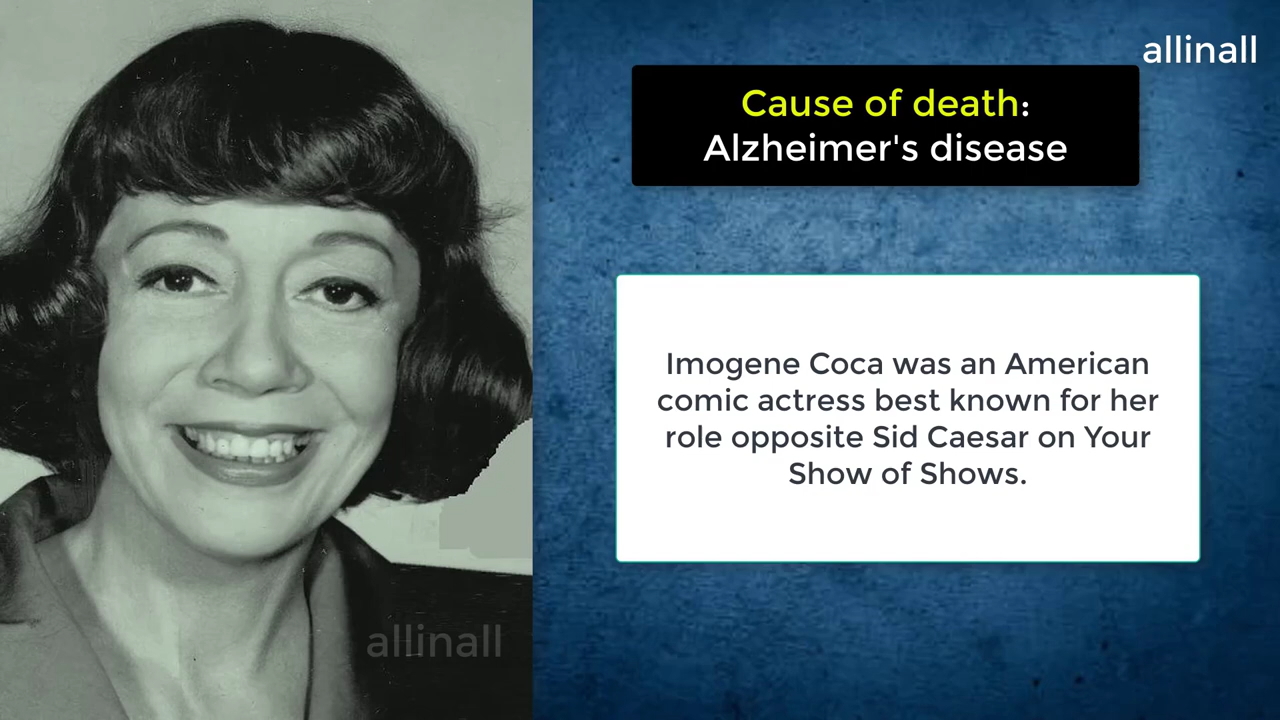 allinall
Cause of death:
Alzheimer's disease
Imogene Coca was an American
comic actress best known for her
role opposite Sid Caesar on Your
Show of Shows.
allinall